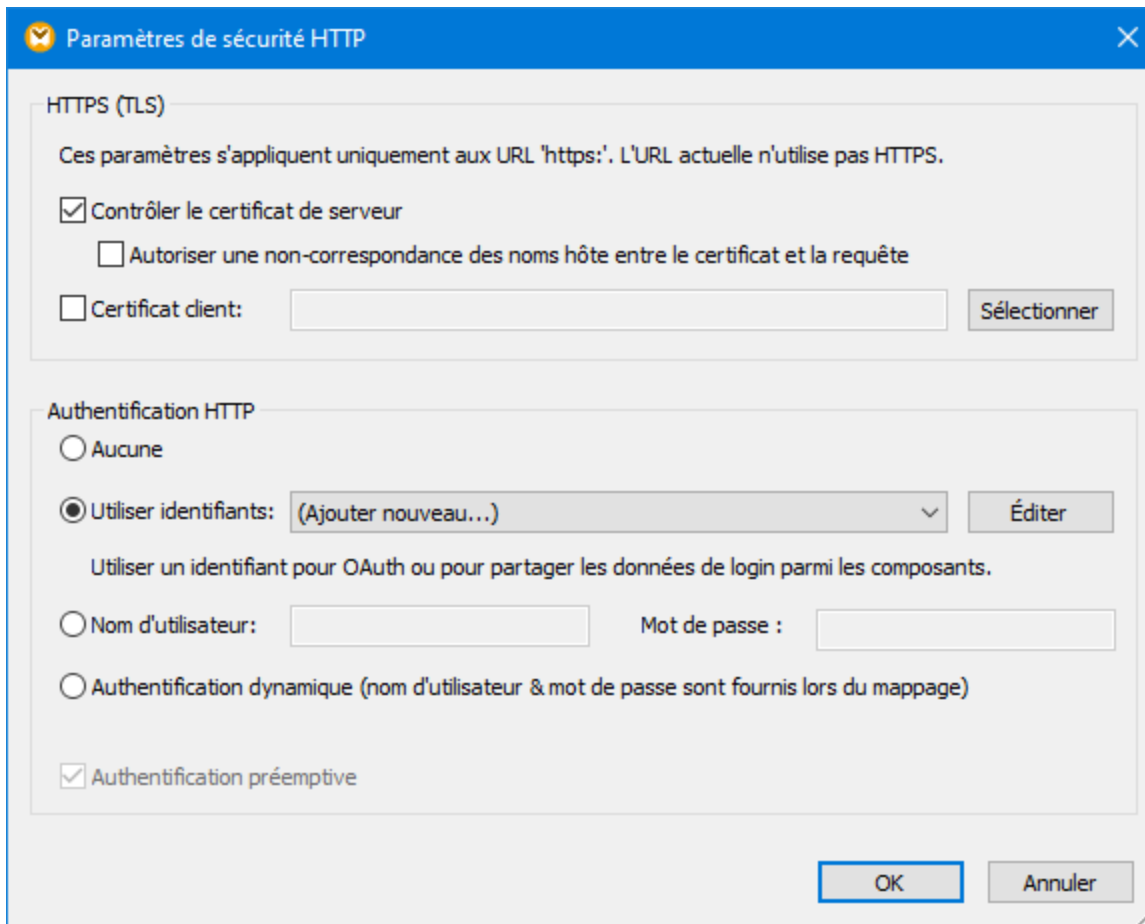 Paramètres de sécurité HTTP
HTTPS (TLS)
Ces paramètres s'appliquent uniquement aux URL 'https:'. L'URL actuelle n'utilise pas HTTPS.
Contrôler le certificat de serveur
Autoriser une non-correspondance des noms hôte entre le certificat et la requête
Certificat client: Sélectionner
Authentification HTTP
Aucune
Utiliser identifiants: (Ajouter nouveau...) Éditer
Utiliser un identifiant pour OAuth ou pour partager les données de login parmi les composants.
Nom d'utilisateur: Mot de passe :
Authentification dynamique (nom d'utilisateur & mot de passe sont fournis lors du mappage)
Authentification préemptive
OK Annuler